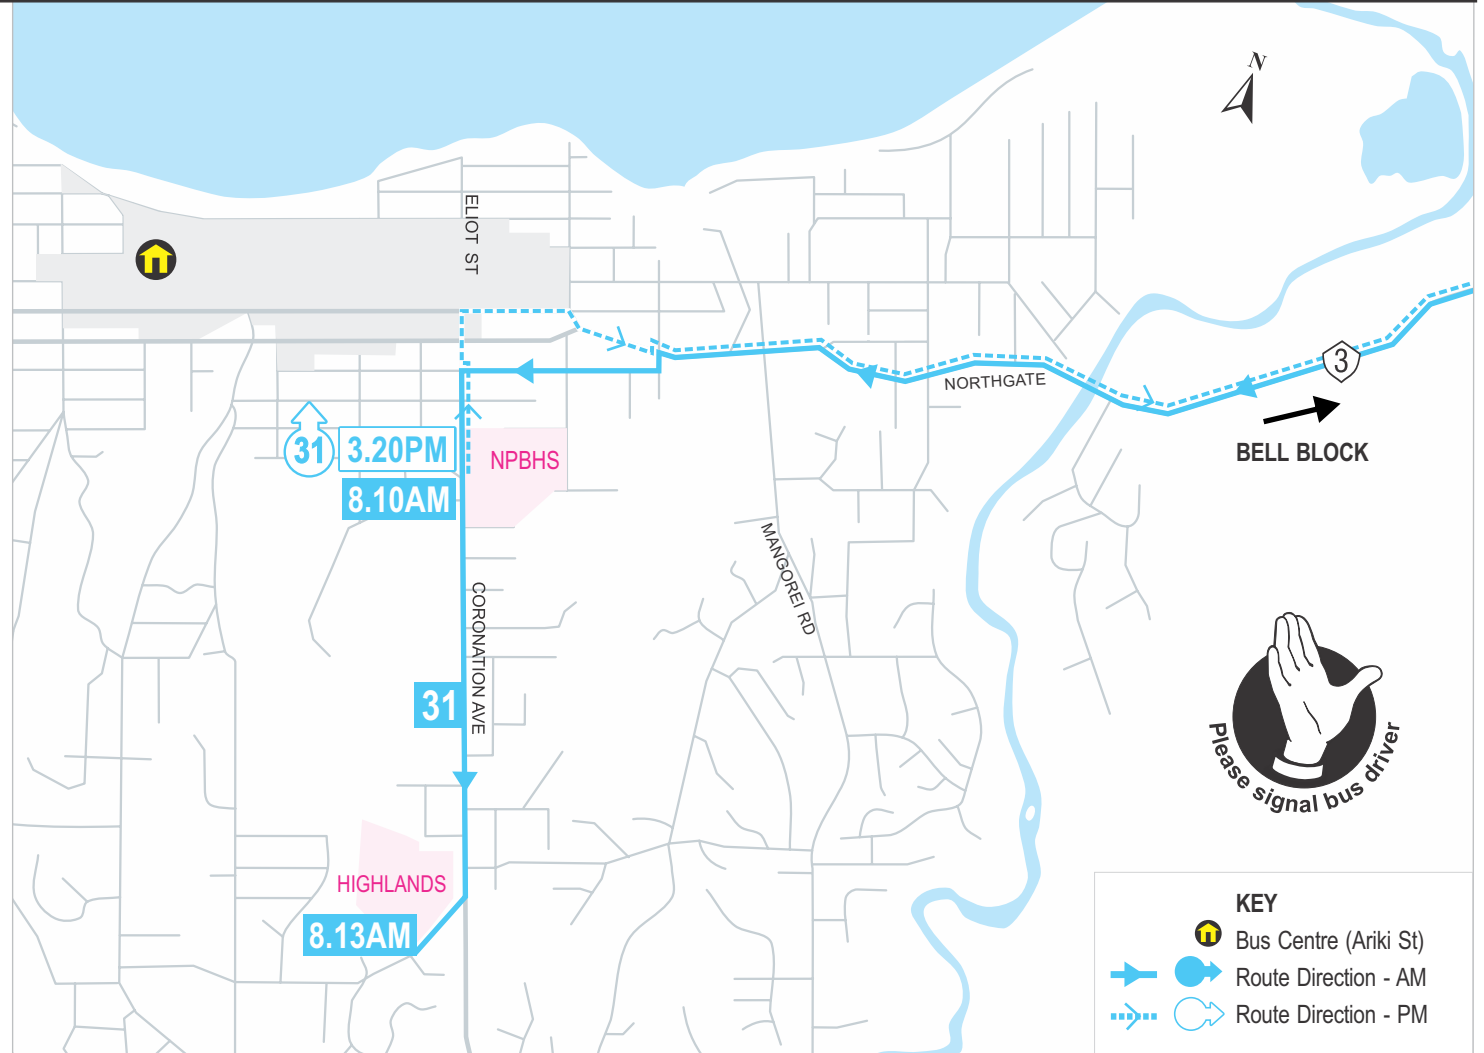 N
ELIOT ST
3
NORTHGATE
BELL BLOCK
31
3.20PM
NPBHS
8.10AM
MANGOREI RD
CORONATION AVE
31
Please signal bus driver
HIGHLANDS
8.13AM
KEY
Bus Centre (Ariki St)
Route Direction - AM
Route Direction - PM